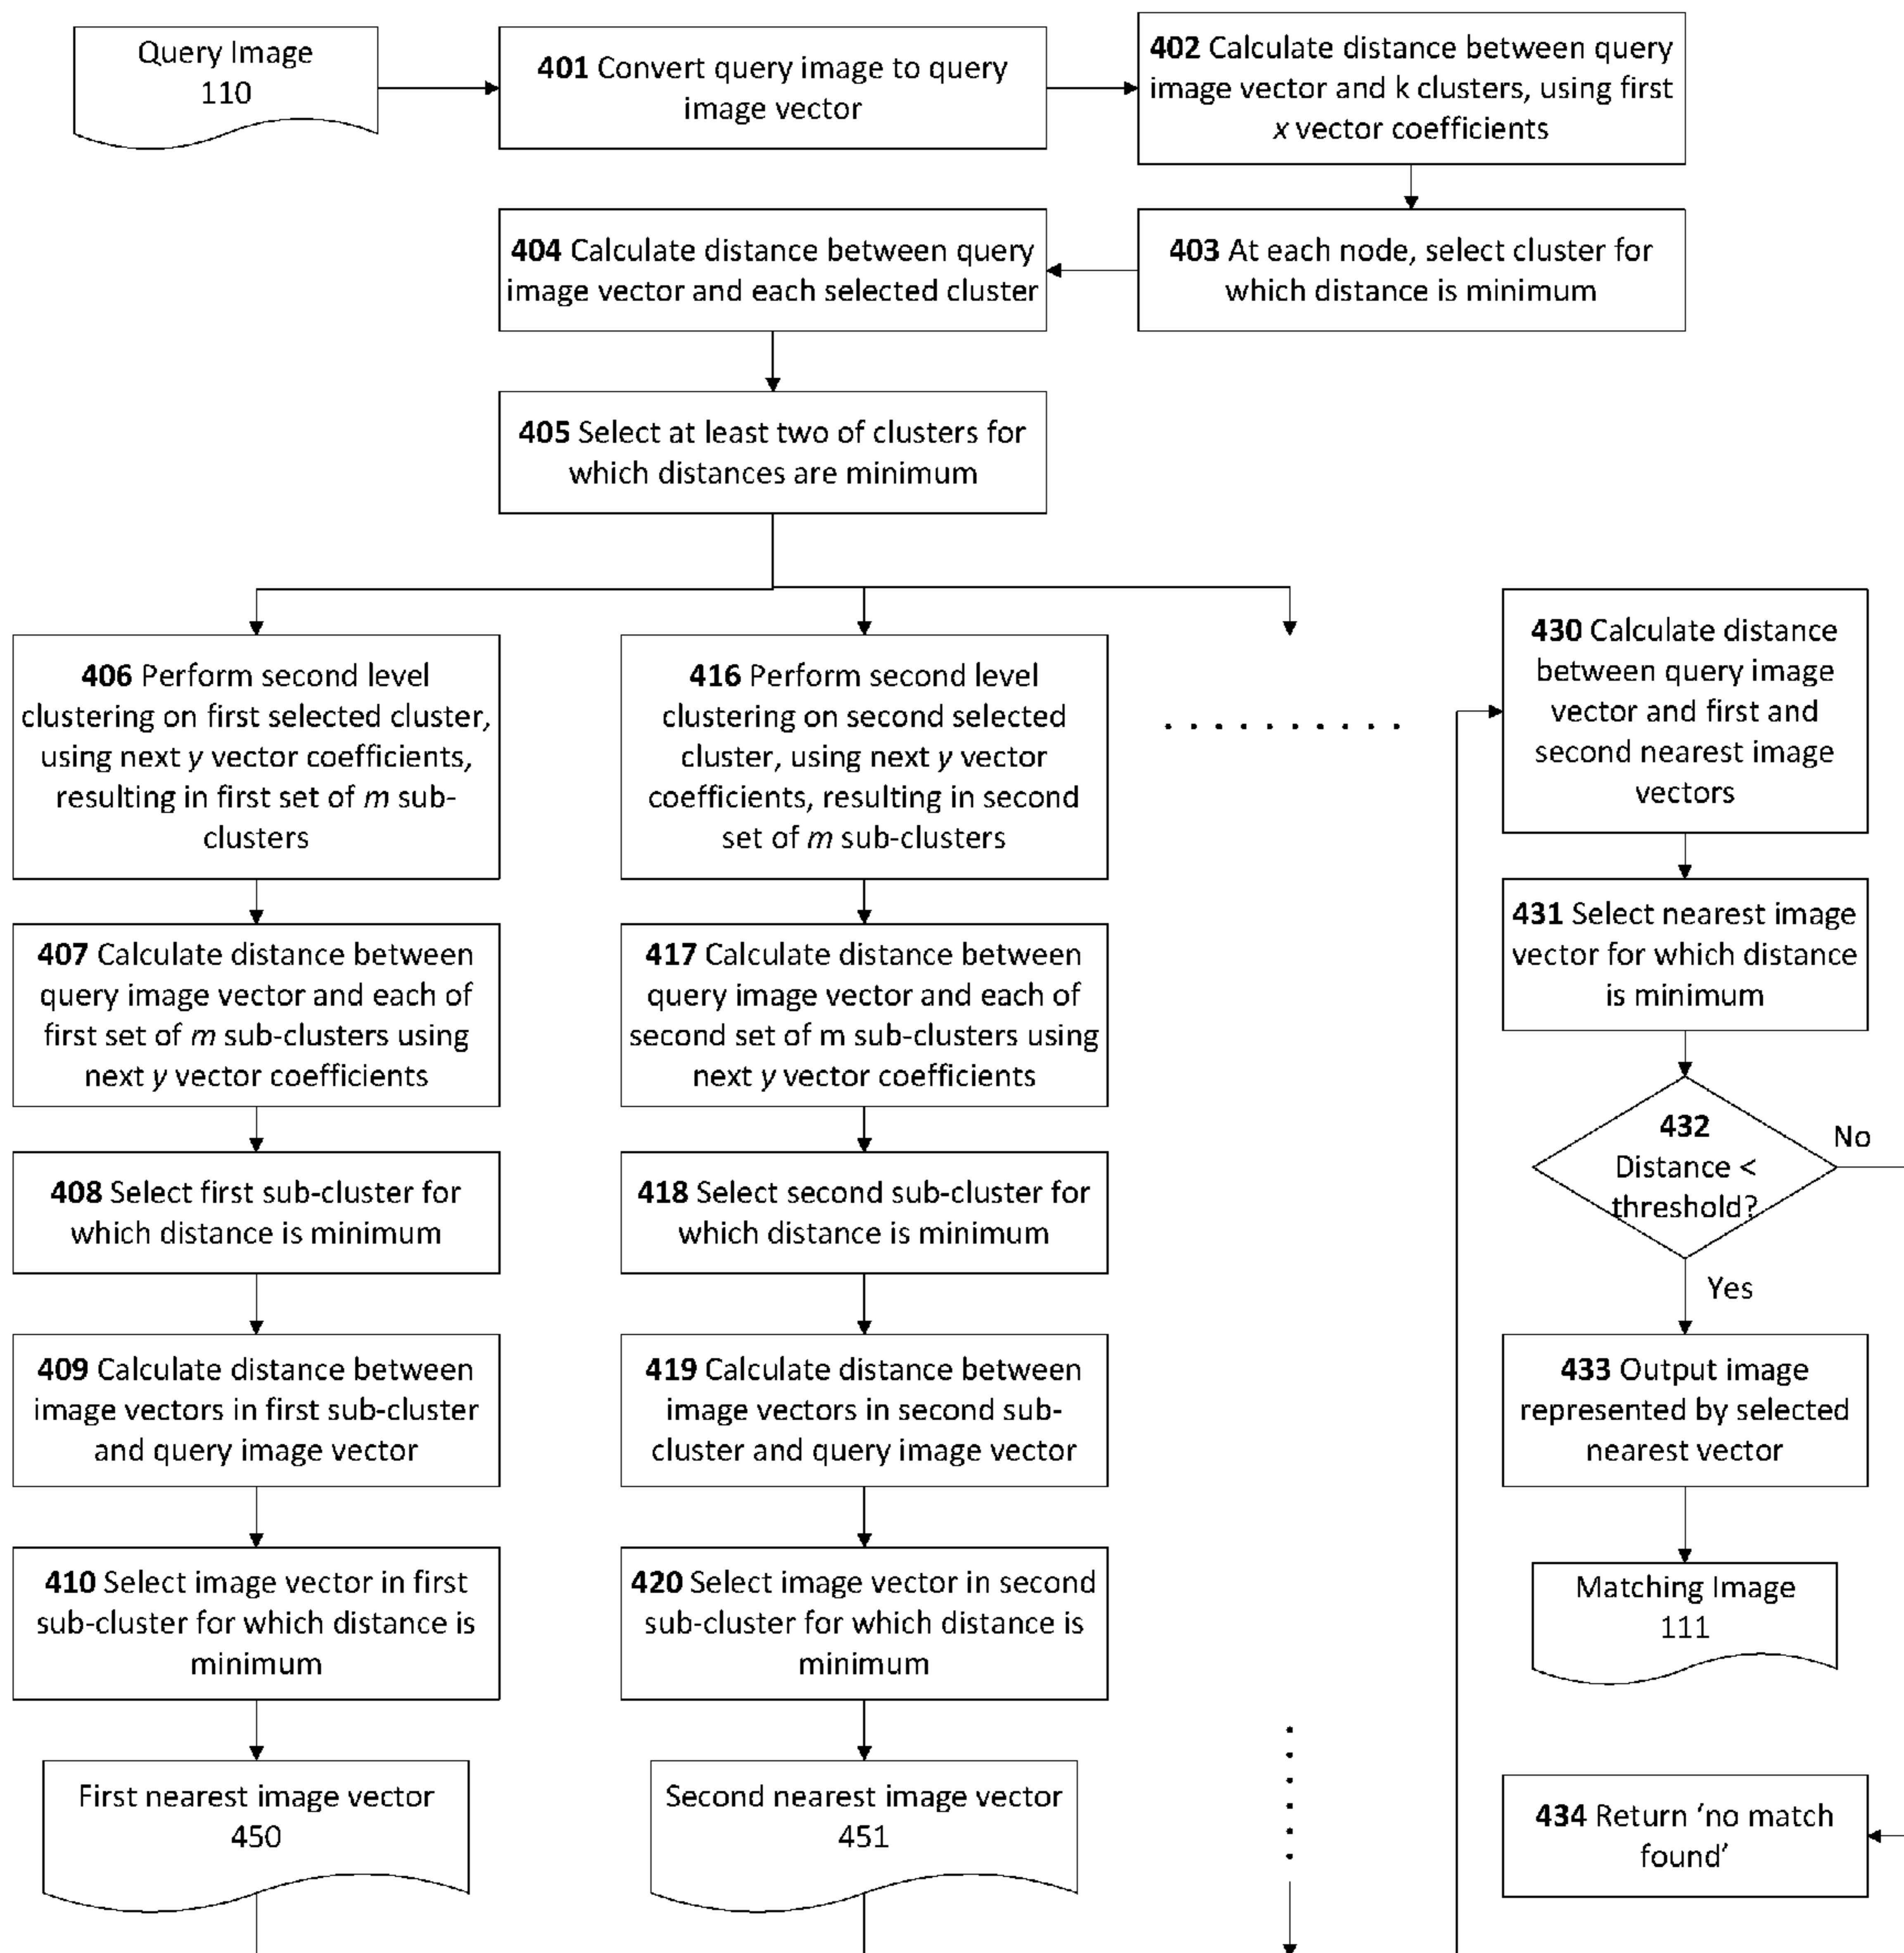 Query Image
110
401 Convert query image to query
image vector
402 Calculate distance between query
image vector and k clusters, using first
x vector coefficients
404 Calculate distance between query
image vector and each selected cluster
403 At each node, select cluster for
which distance is minimum
405 Select at least two of clusters for
which distances are minimum
406 Perform second level
clustering on first selected cluster,
using next y vector coefficients,
resulting in first set of m sub-
clusters
407 Calculate distance between
query image vector and each of
first set of m sub-clusters using
next y vector coefficients
408 Select first sub-cluster for
which distance is minimum
409 Calculate distance between
image vectors in first sub-cluster
and query image vector
410 Select image vector in first
sub-cluster for which distance is
minimum
First nearest image vector
450
416 Perform second level
clustering on second selected
cluster, using next y vector
coefficients, resulting in second
set of m sub-clusters
417 Calculate distance between
query image vector and each of
second set of m sub-clusters using
next y vector coefficients
418 Select second sub-cluster for
which distance is minimum
419 Calculate distance between
image vectors in second sub-
cluster and query image vector
420 Select image vector in second
sub-cluster for which distance is
minimum
Second nearest image vector
451
430 Calculate distance
between query image
vector and first and
second nearest image
vectors
431 Select nearest image
vector for which distance
is minimum
432
Distance <
threshold?
No
Yes
433 Output image
represented by selected
nearest vector
Matching Image
111
434 Return ‘no match
found’